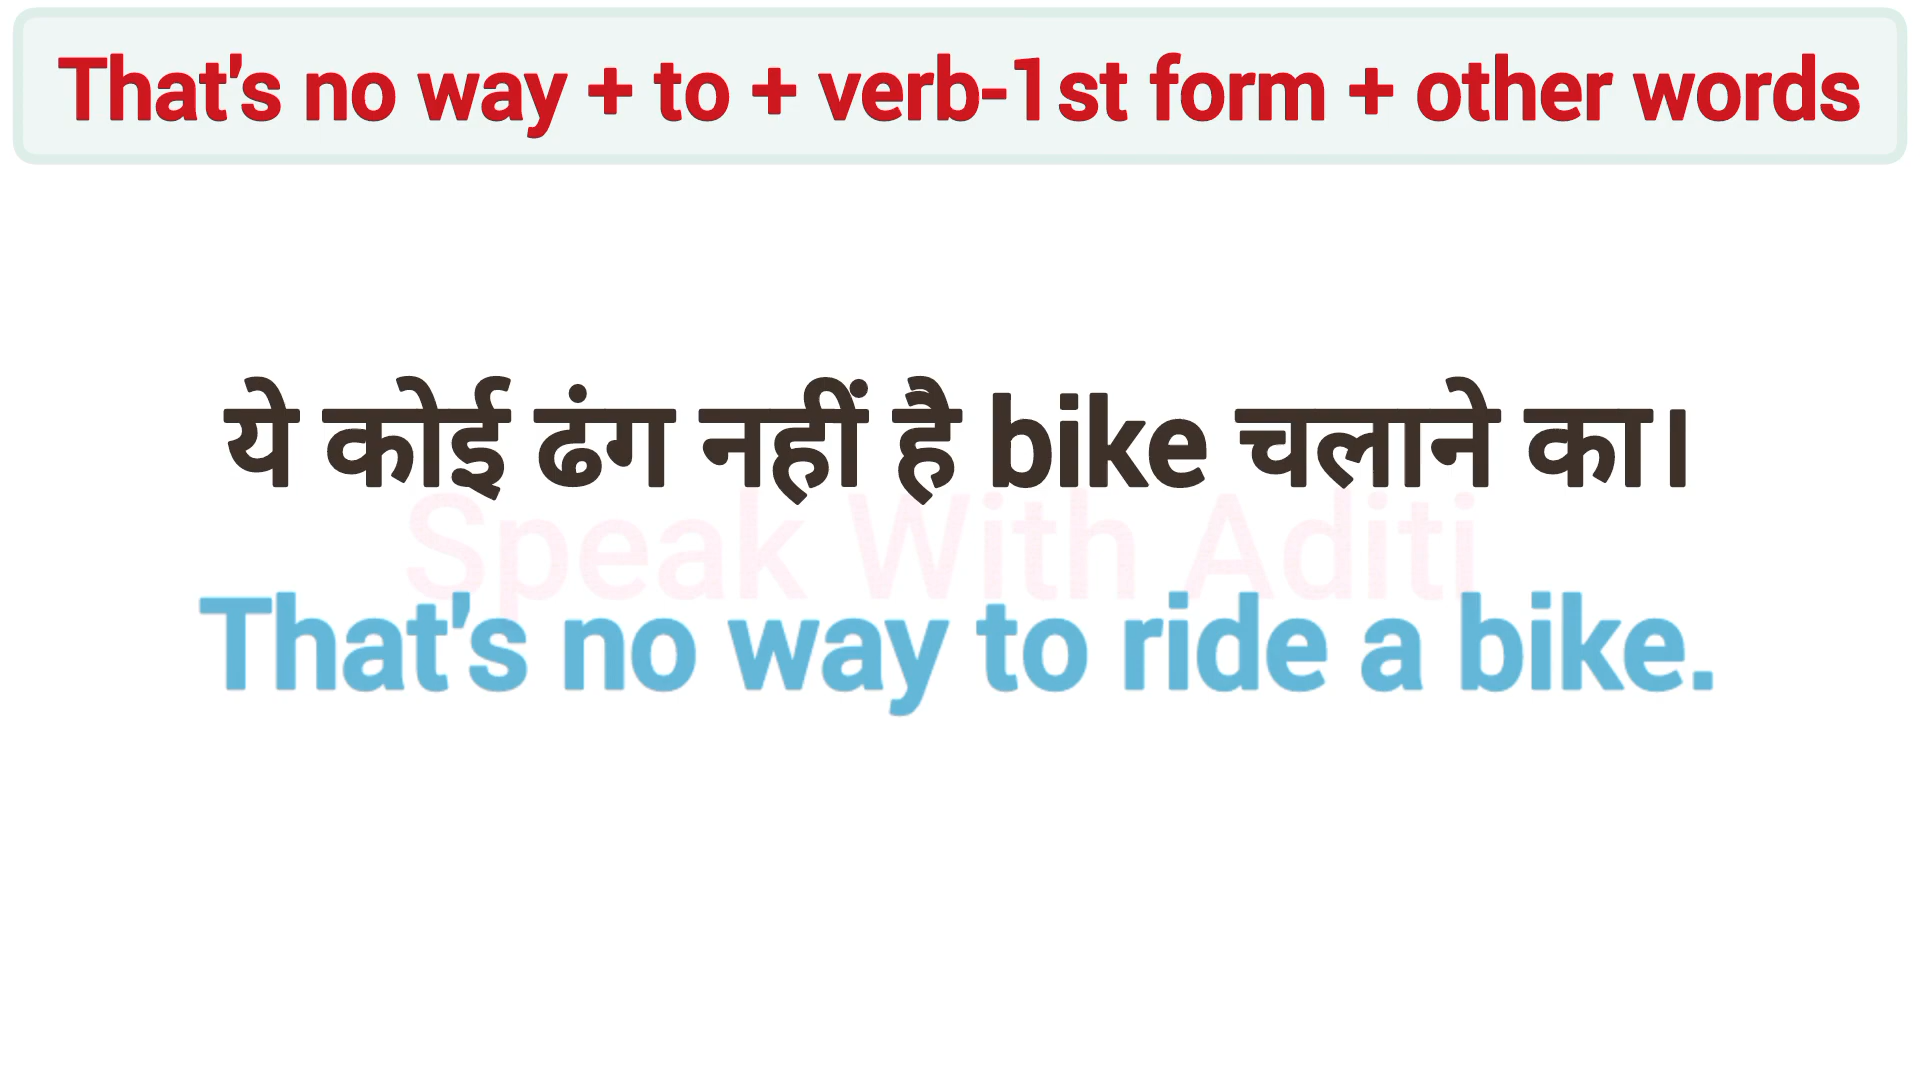 That's no way + to + verb-1st form + other words
ये कोई ढंग नहीं है bike चलाने का।
Speak With Aditi
That's no way to ride a bike.